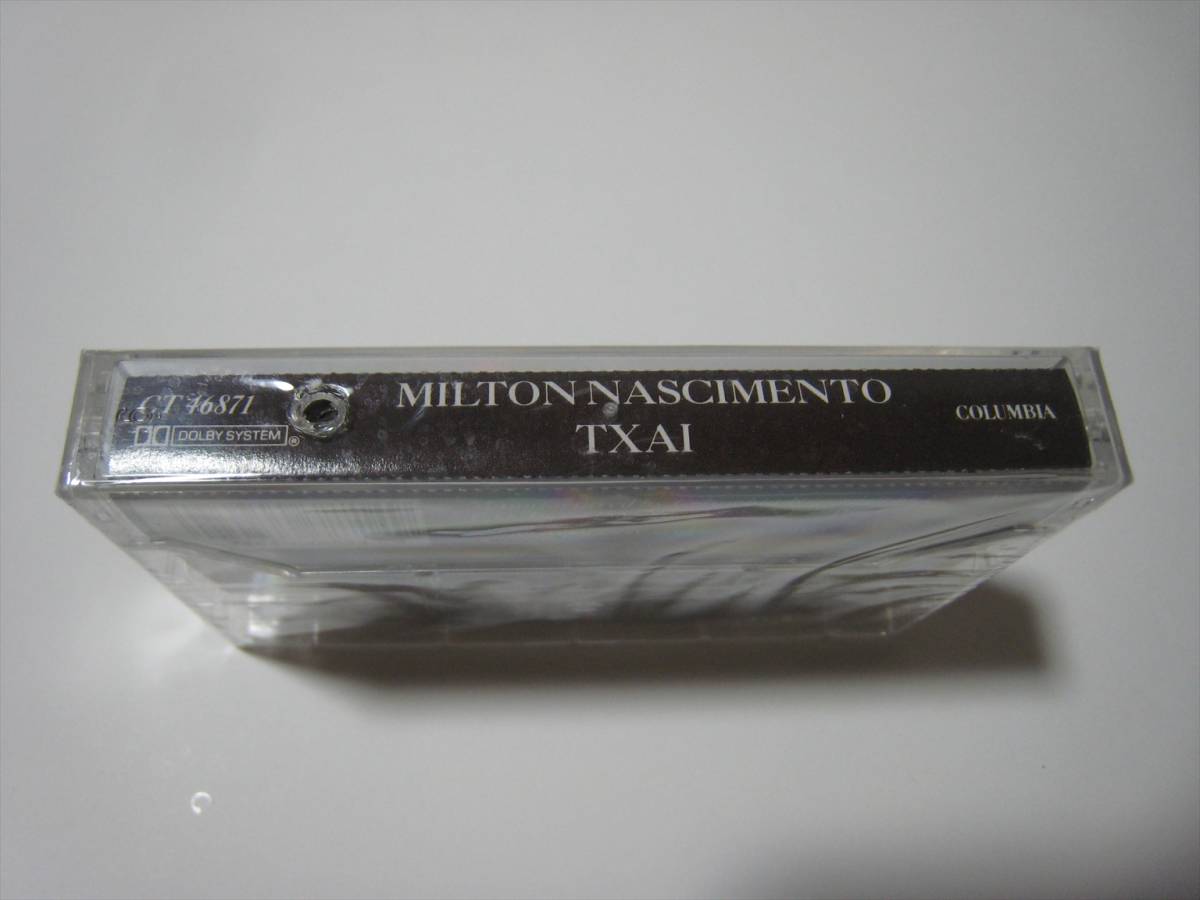 CT 46871
DOLBY SYSTEM®
MILTON NASCIMENTO
TXAI
COLUMBIA